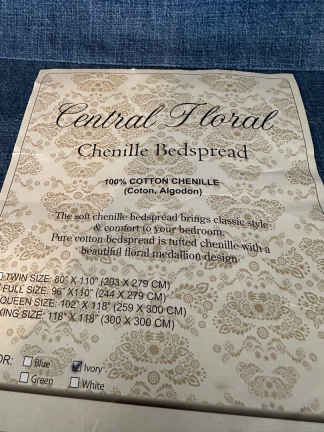 Central Floral
Chenille Bedspread
100% COTTON CHENILLE
(Coton, Algodon)
The soft chenille bedspread brings classic style
& comfort to your bedroom.
Pure cotton bedspread is tufted chenille with a
beautiful floral medallion design.
TWIN SIZE: 80" X 110" (203 X 279 CM)
FULL SIZE: 96" X110" (244 X 279 CM)
QUEEN SIZE: 102" X 118" (259 X 300 CM)
KING SIZE: 118" X 118" (300 X 300 CM)
OR: Blue Ivory
Green White